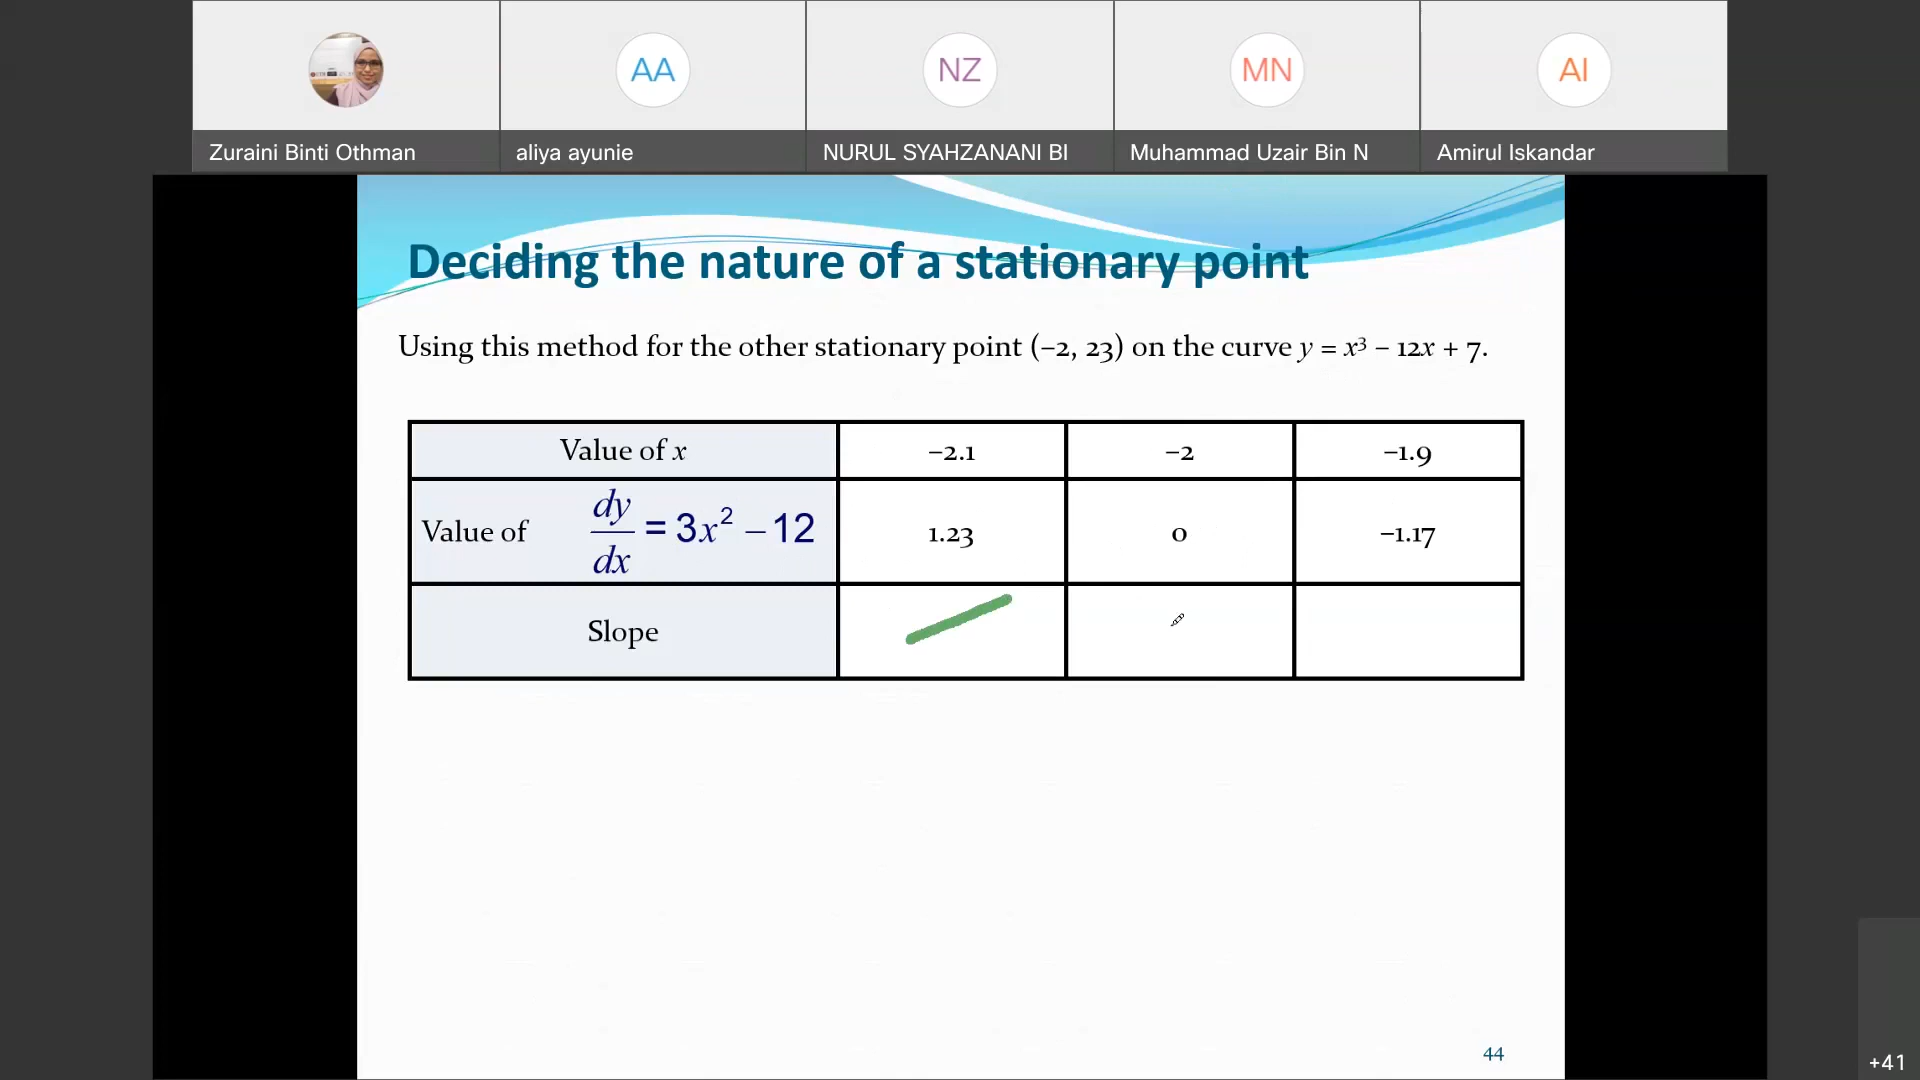 AA
NZ
MN
AI
Zuraini Binti Othman
aliya ayunie
NURUL SYAHZANANI BI
Muhammad Uzair Bin N
Amirul Iskandar
Deciding the nature of a stationary point
Using this method for the other stationary point (–2, 23) on the curve y = x³ – 12x + 7.
Value of x
–2.1
–2
–1.9
Value of dy/dx = 3x² – 12
1.23
0
–1.17
Slope
44
+41